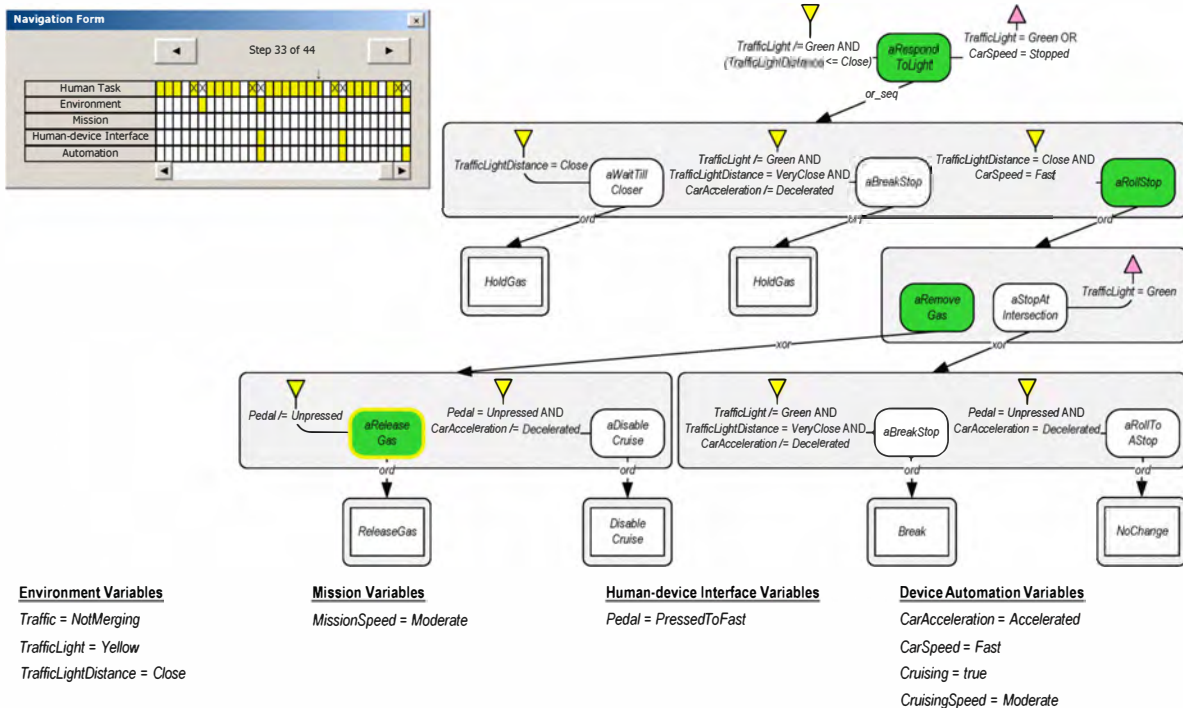 Navigation Form
Step 33 of 44
Human Task
Environment
Mission
Human-device Interface
Automation
X X X X X X X X
TrafficLight /= Green AND
(TrafficLightDistance <= Close)
aRespond
ToLight
TrafficLight = Green OR
CarSpeed = Stopped
or_seq
TrafficLightDistance = Close
aWaitTill
Closer
TrafficLight /= Green AND
TrafficLightDistance = VeryClose AND
CarAcceleration /= Decelerated
aBreakStop
TrafficLightDistance = Close AND
CarSpeed = Fast
aRollStop
ord
ord
HoldGas
HoldGas
aRemove
Gas
aStopAt
Intersection
TrafficLight = Green
xor
xor
Pedal /= Unpressed
aRelease
Gas
Pedal = Unpressed AND
CarAcceleration /= Decelerated
aDisable
Cruise
TrafficLight /= Green AND
TrafficLightDistance = VeryClose AND
CarAcceleration /= Decelerated
aBreakStop
Pedal = Unpressed AND
CarAcceleration = Decelerated
aRollTo
AStop
ord
ord
ord
ord
ReleaseGas
Disable
Cruise
Break
NoChange
Environment Variables
Traffic = NotMerging
TrafficLight = Yellow
TrafficLightDistance = Close
Mission Variables
MissionSpeed = Moderate
Human-device Interface Variables
Pedal = PressedToFast
Device Automation Variables
CarAcceleration = Accelerated
CarSpeed = Fast
Cruising = true
CruisingSpeed = Moderate